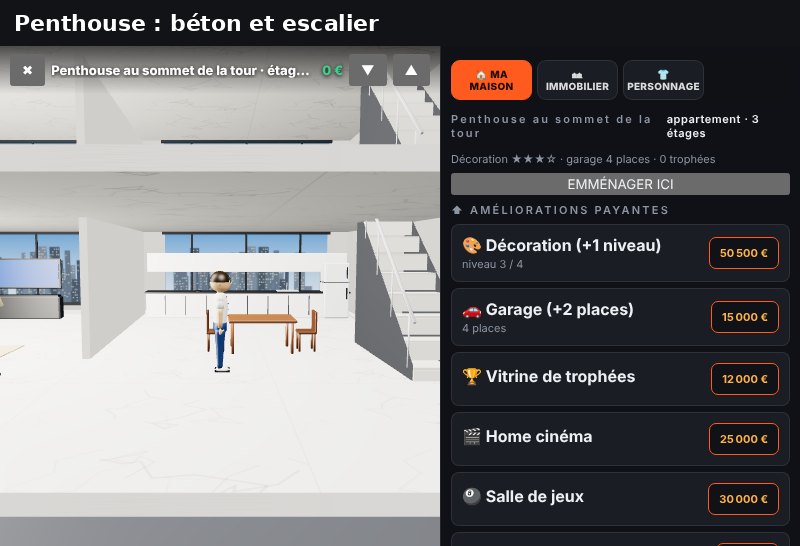 Penthouse : béton et escalier
✖ Penthouse au sommet de la tour · étag... 0 € ▼ ▲
🏠 MA MAISON
🏘 IMMOBILIER
👕 PERSONNAGE
Penthouse au sommet de la tour
appartement · 3 étages
Décoration ★★★☆ · garage 4 places · 0 trophées
EMMÉNAGER ICI
⬆ AMÉLIORATIONS PAYANTES
🎨 Décoration (+1 niveau)
niveau 3 / 4
50 500 €
🚗 Garage (+2 places)
4 places
15 000 €
🏆 Vitrine de trophées
12 000 €
🎬 Home cinéma
25 000 €
🎱 Salle de jeux
30 000 €